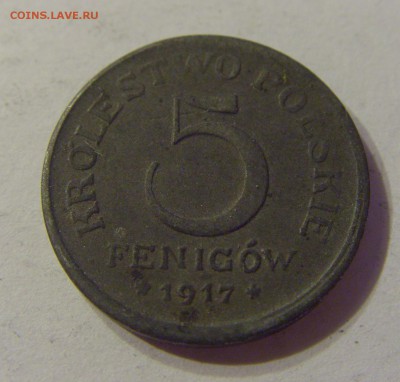 COINS.LAVE.RU
KRÓLESTWO POLSKIE
5
FENIGÓW
* 1917 *